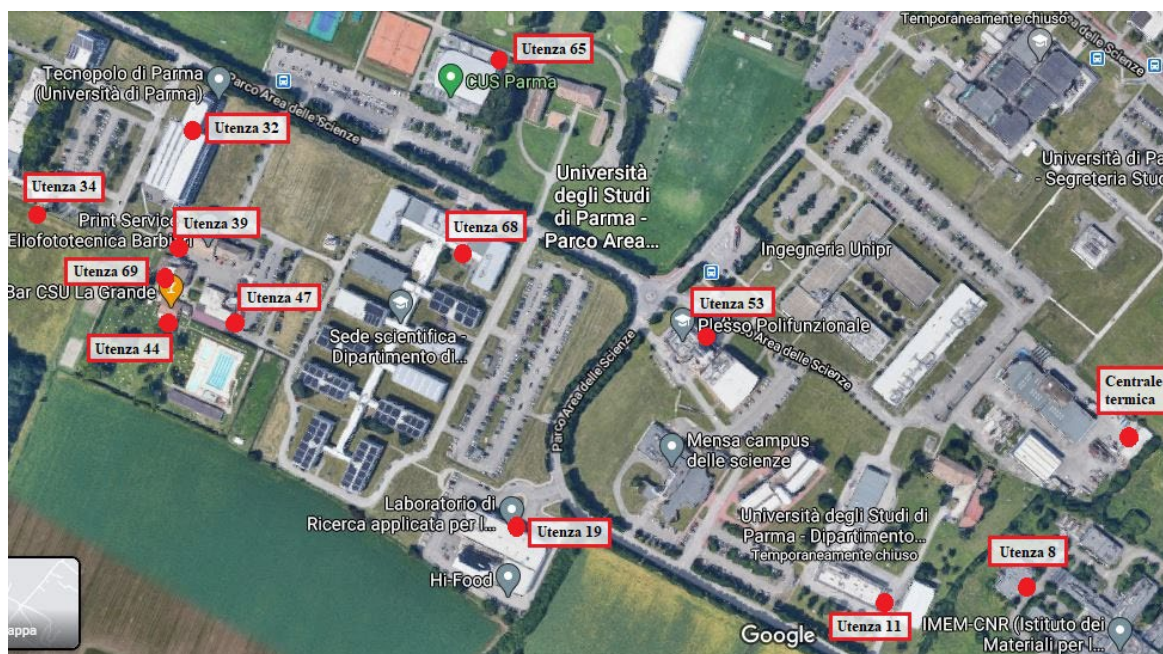 Temporaneamente chiuso
Area delle Scienze
Utenza 65
CUS Parma
Tecnopolo di Parma
(Università di Parma)
Parco Area delle Scienze
Utenza 32
Università di Pa
- Segreteria Stud
Utenza 34
Print Service
Eliofototecnica Barbieri
Utenza 39
Università
degli Studi
di Parma -
Parco Area...
Utenza 68
Ingegneria Unipr
Utenza 69
Bar CSU La Grande
Utenza 47
Utenza 53
Plesso Polifunzionale
Sede scientifica -
Dipartimento di...
Utenza 44
Parco Area delle Scienze
Area delle Scienze
Centrale
termica
Mensa campus
delle scienze
Laboratorio di
Ricerca applicata per l...
Utenza 19
Università degli Studi di
Parma - Dipartimento...
Temporaneamente chiuso
Utenza 8
Hi-Food
appa
Google
Utenza 11
IMEM-CNR (Istituto dei
Materiali per l...